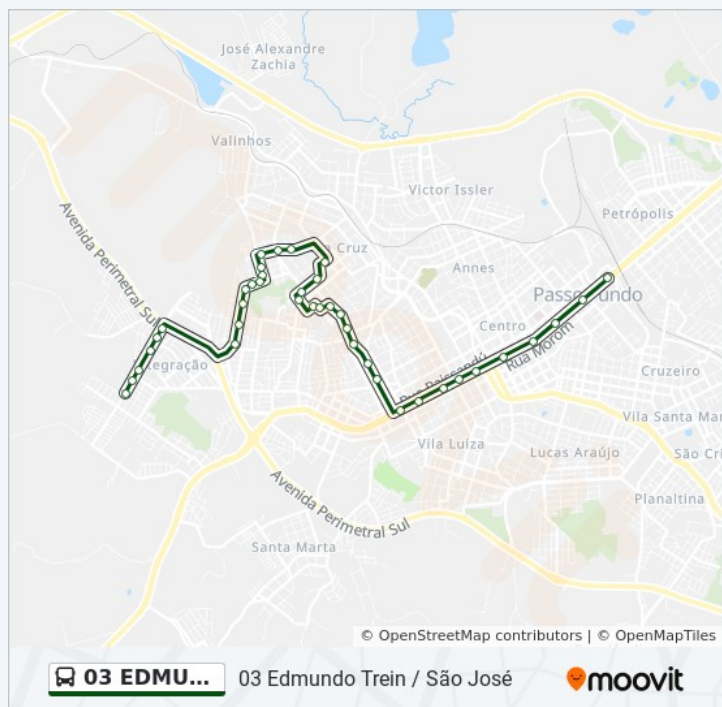 José Alexandre
Zachia
Valinhos
Victor Issler
Petrópolis
Avenida Perimetral Sul
Cruz
Annes
Passo Fundo
Centro
Rua Morom
Rua Paissandú
Integração
Cruzeiro
Vila Santa Mar
Vila Luíza
Lucas Araújo
São Cri
Planaltina
Avenida Perimetral Sul
Santa Marta
© OpenStreetMap contributors | © OpenMapTiles
03 EDMU...
03 Edmundo Trein / São José
moovit